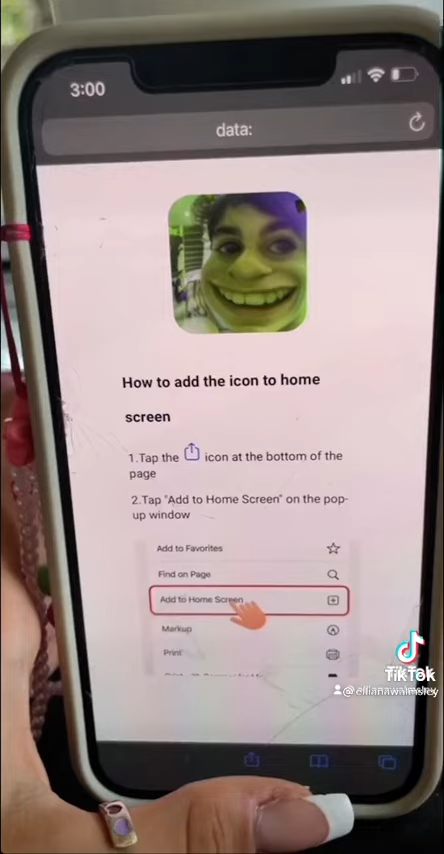 3:00
data:
How to add the icon to home
screen
1.Tap the icon at the bottom of the
page
2.Tap "Add to Home Screen" on the pop-
up window
Add to Favorites
Find on Page
Add to Home Screen
Markup
Print
TikTok
@ellianawalmsley